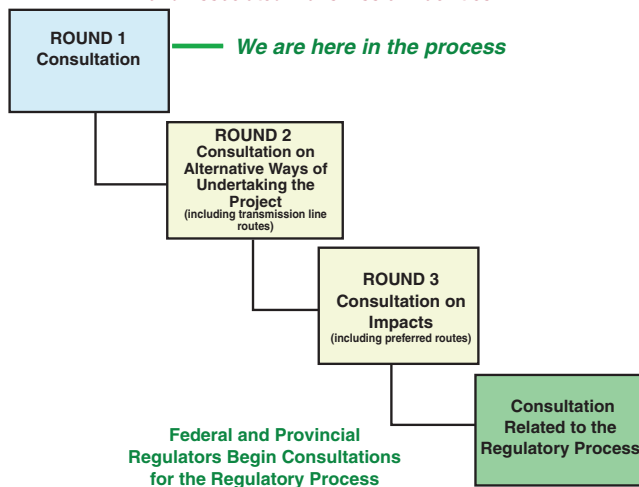 ROUND 1
Consultation
We are here in the process
ROUND 2
Consultation on
Alternative Ways of
Undertaking the
Project
(including transmission line
routes)
ROUND 3
Consultation on
Impacts
(including preferred routes)
Consultation
Related to the
Regulatory Process
Federal and Provincial
Regulators Begin Consultations
for the Regulatory Process